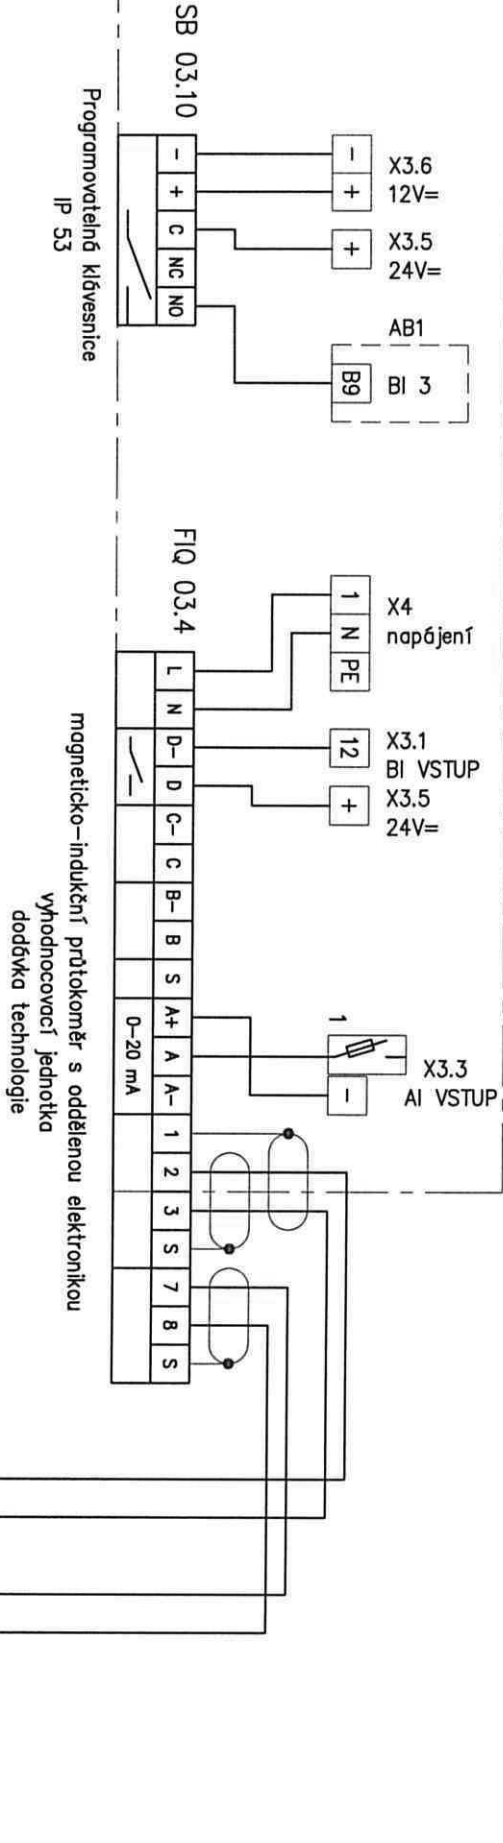 SB 03.10
- + C NC NO
Programovatelná klávesnice
IP 53
- +
X3.6
12V=
+
X3.5
24V=
AB1
B9
BI 3
FIQ 03.4
L N D- D C- C B- B S A+ A A- 1 2 3 S 7 8 S
0-20 mA
magneticko-indukční průtokoměr s oddělenou elektronikou
vyhodnocovací jednotka
dodávka technologie
1 N PE
X4
napájení
12
X3.1
BI VSTUP
+
X3.5
24V=
1
-
X3.3
AI VSTUP